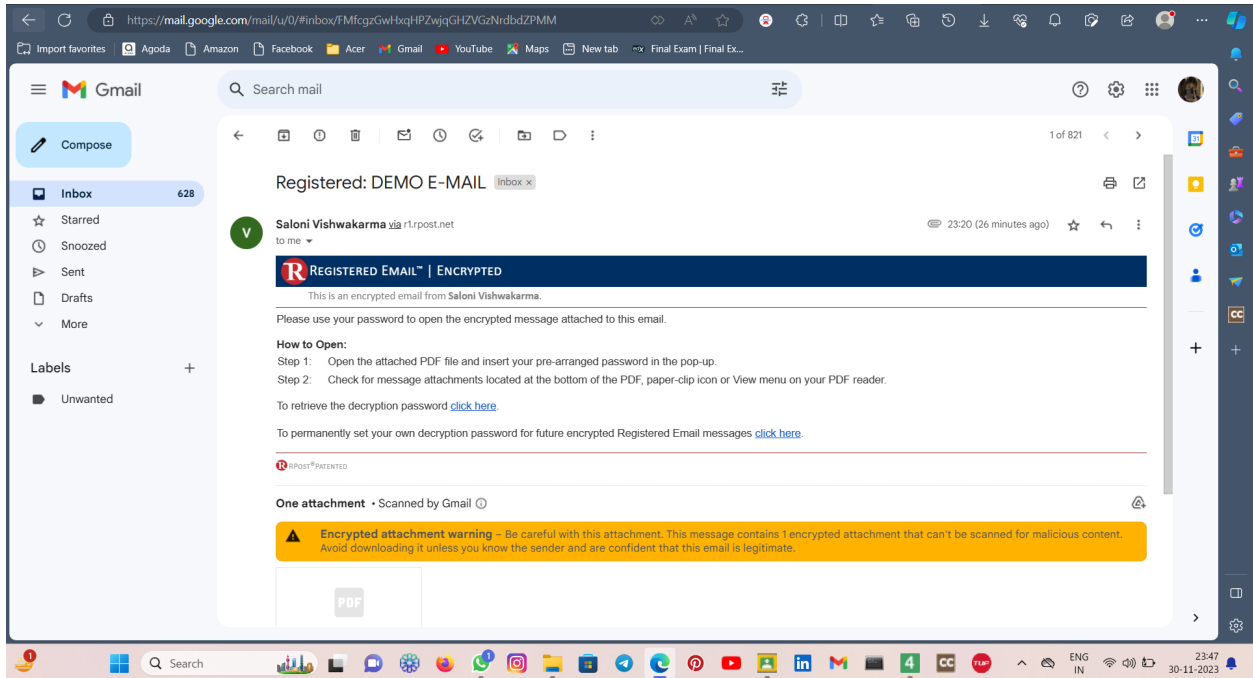 https://mail.google.com/mail/u/0/#inbox/FMfcgzGwHxqHPZwjqGHZVGzNrdbdZPMM
Import favorites Agoda Amazon Facebook Acer Gmail YouTube Maps New tab Final Exam | Final Ex...
Gmail
Search mail
Compose
1 of 821
Inbox 628
Starred
Snoozed
Sent
Drafts
More
Labels
Unwanted
Registered: DEMO E-MAIL Inbox x
V
Saloni Vishwakarma via r1.rpost.net 23:20 (26 minutes ago)
to me
R REGISTERED EMAIL™ | ENCRYPTED
This is an encrypted email from Saloni Vishwakarma.
Please use your password to open the encrypted message attached to this email.
How to Open:
Step 1: Open the attached PDF file and insert your pre-arranged password in the pop-up.
Step 2: Check for message attachments located at the bottom of the PDF, paper-clip icon or View menu on your PDF reader.
To retrieve the decryption password click here.
To permanently set your own decryption password for future encrypted Registered Email messages click here.
R RPOST® PATENTED
One attachment • Scanned by Gmail
Encrypted attachment warning – Be careful with this attachment. This message contains 1 encrypted attachment that can't be scanned for malicious content.
Avoid downloading it unless you know the sender and are confident that this email is legitimate.
PDF
31
CC
1
Search
1
in
4
CC
TUF
ENG
IN
23:47
30-11-2023